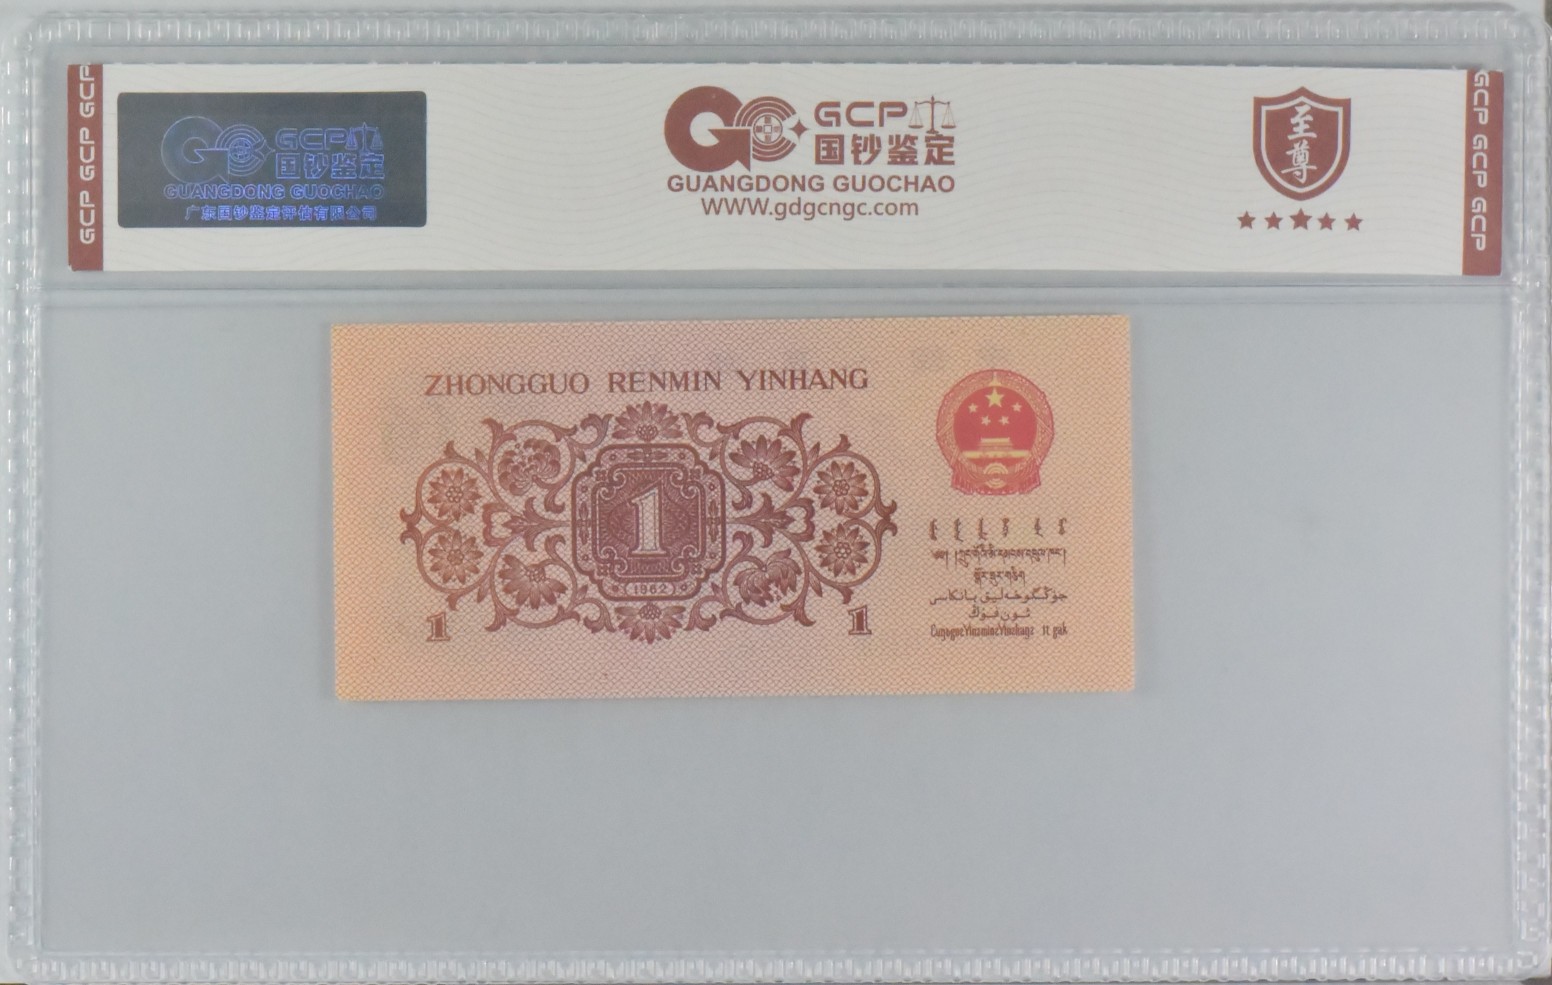 GCP GCP GCP
GCP
国钞鉴定
GUANGDONG GUOCHAO
广东国钞鉴定评估有限公司
GCP
国钞鉴定
GUANGDONG GUOCHAO
WWW.gdgcngc.com
至尊
GCP GCP GCP
ZHONGGUO RENMIN YINHANG
1
(1962)
1
1
جۇڭگوخەلىق بانكاسى